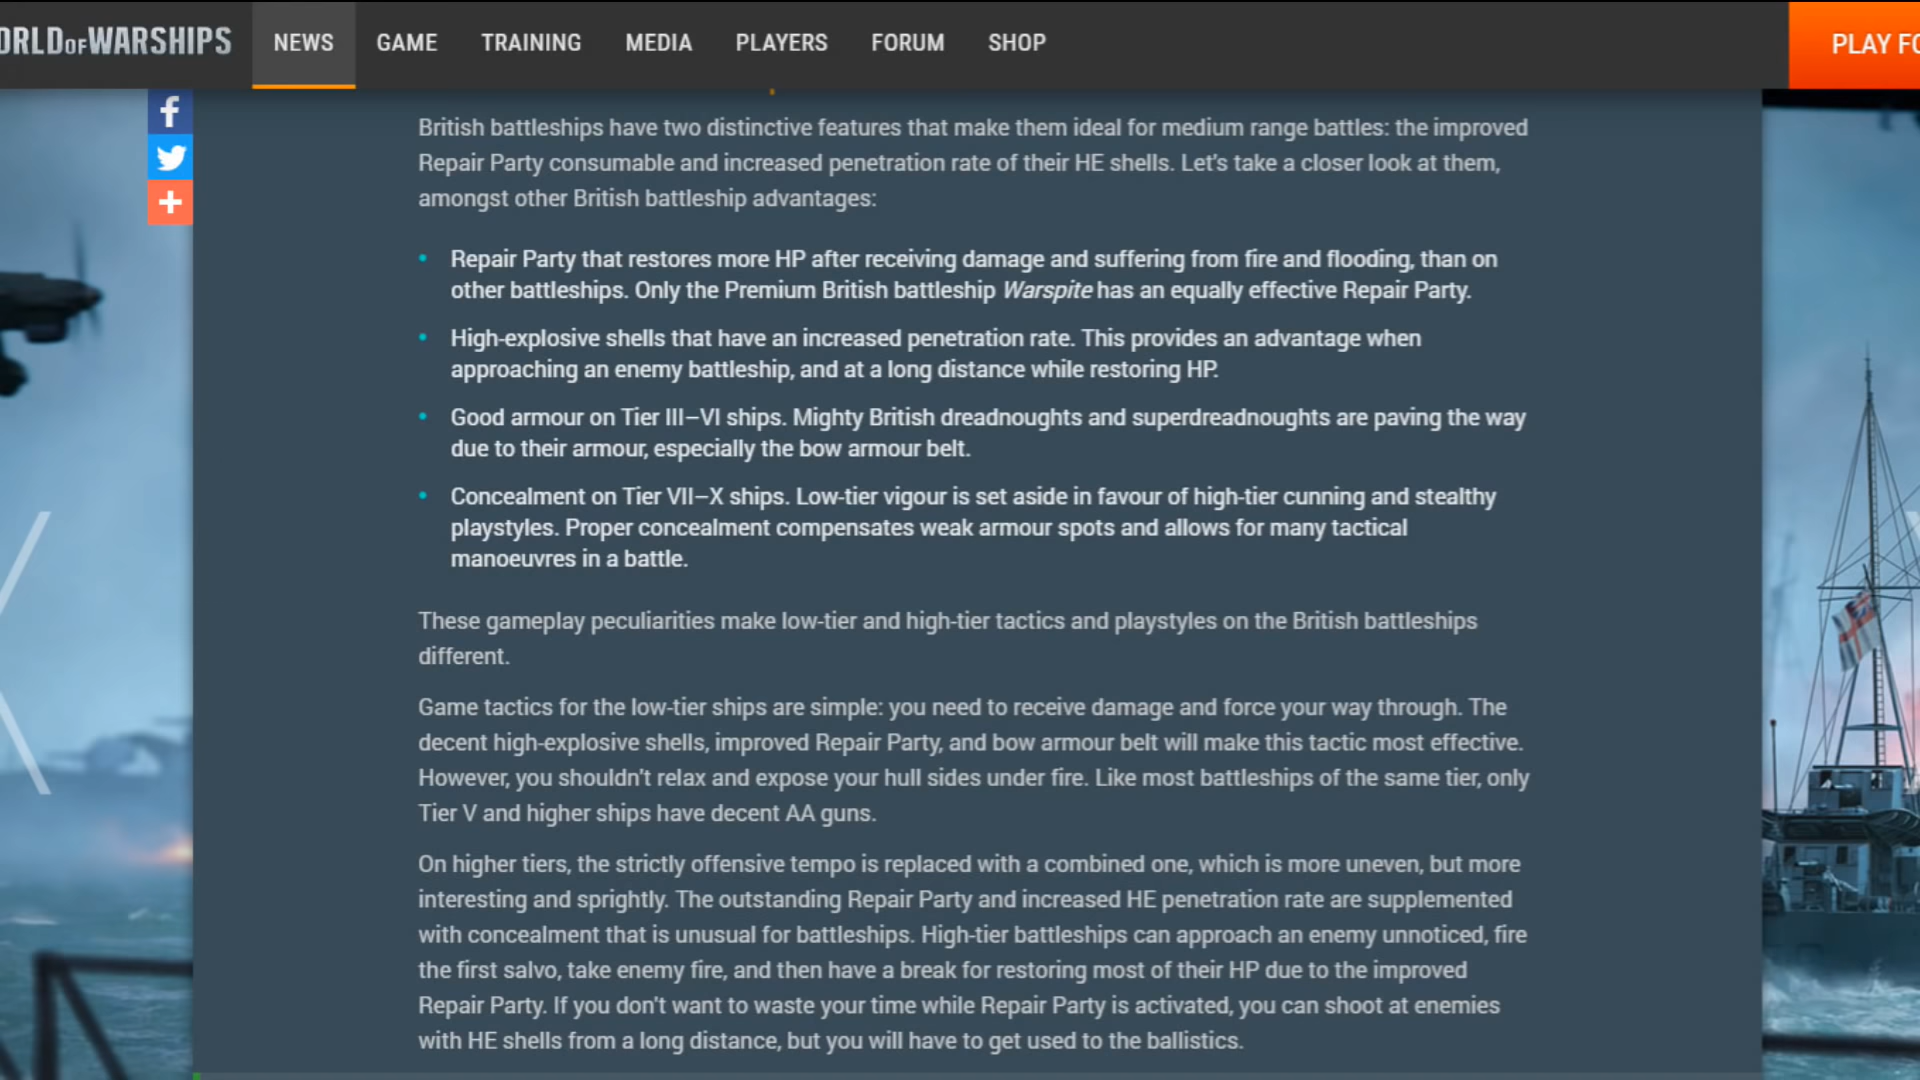 ORLD OF WARSHIPS NEWS GAME TRAINING MEDIA PLAYERS FORUM SHOP PLAY FO
British battleships have two distinctive features that make them ideal for medium range battles: the improved
Repair Party consumable and increased penetration rate of their HE shells. Let's take a closer look at them,
amongst other British battleship advantages:
• Repair Party that restores more HP after receiving damage and suffering from fire and flooding, than on
other battleships. Only the Premium British battleship Warspite has an equally effective Repair Party.
• High-explosive shells that have an increased penetration rate. This provides an advantage when
approaching an enemy battleship, and at a long distance while restoring HP.
• Good armour on Tier III–VI ships. Mighty British dreadnoughts and superdreadnoughts are paving the way
due to their armour, especially the bow armour belt.
• Concealment on Tier VII–X ships. Low-tier vigour is set aside in favour of high-tier cunning and stealthy
playstyles. Proper concealment compensates weak armour spots and allows for many tactical
manoeuvres in a battle.
These gameplay peculiarities make low-tier and high-tier tactics and playstyles on the British battleships
different.
Game tactics for the low-tier ships are simple: you need to receive damage and force your way through. The
decent high-explosive shells, improved Repair Party, and bow armour belt will make this tactic most effective.
However, you shouldn't relax and expose your hull sides under fire. Like most battleships of the same tier, only
Tier V and higher ships have decent AA guns.
On higher tiers, the strictly offensive tempo is replaced with a combined one, which is more uneven, but more
interesting and sprightly. The outstanding Repair Party and increased HE penetration rate are supplemented
with concealment that is unusual for battleships. High-tier battleships can approach an enemy unnoticed, fire
the first salvo, take enemy fire, and then have a break for restoring most of their HP due to the improved
Repair Party. If you don't want to waste your time while Repair Party is activated, you can shoot at enemies
with HE shells from a long distance, but you will have to get used to the ballistics.